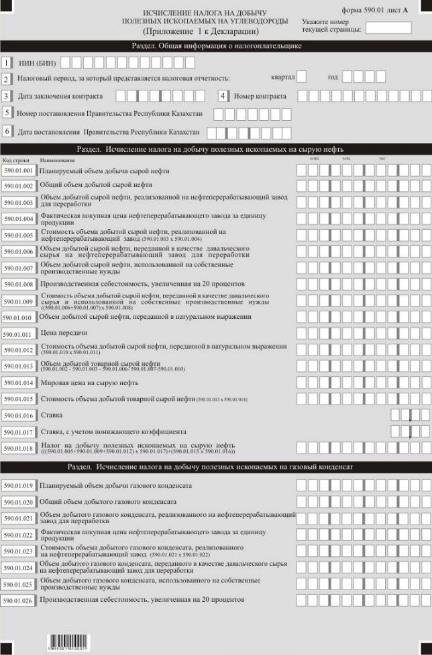 форма 590.01 лист А
ИСЧИСЛЕНИЕ НАЛОГА НА ДОБЫЧУ
ПОЛЕЗНЫХ ИСКОПАЕМЫХ НА УГЛЕВОДОРОДЫ
(Приложение 1 к Декларации)
Укажите номер
текущей страницы:
Раздел. Общая информация о налогоплательщике
1 ИИН (БИН)
2 Налоговый период, за который представляется налоговая отчетность: квартал год
3 Дата заключения контракта 4 Номер контракта
5 Номер постановления Правительства Республики Казахстан
6 Дата постановления Правительства Республики Казахстан
Раздел. Исчисление налога на добычу полезных ископаемых на сырую нефть
Код строки Наименование
590.01.001 Планируемый объем добычи сырой нефти
590.01.002 Общий объем добытой сырой нефти
590.01.003 Объем добытой сырой нефти, реализованной на нефтеперерабатывающий завод
для переработки
590.01.004 Фактическая покупная цена нефтеперерабатывающего завода за единицу
продукции
590.01.005 Стоимость объема добытой сырой нефти, реализованной на
нефтеперерабатывающий завод (590.01.003 х 590.01.004)
590.01.006 Объем добытой сырой нефти, переданной в качестве давальческого
сырья на нефтеперерабатывающий завод для переработки
590.01.007 Объем добытой сырой нефти, использованной на собственные
производственные нужды
590.01.008 Производственная себестоимость, увеличенная на 20 процентов
590.01.009 Стоимость объема добытой сырой нефти, переданной в качестве давальческого
сырья и использованной на собственные производственные нужды
((590.01.006+590.01.007) х 590.01.008)
590.01.010 Объем добытой сырой нефти, переданной в натуральном выражении
590.01.011 Цена передачи
590.01.012 Стоимость объема добытой сырой нефти, переданной в натуральном выражении
(590.01.010 х 590.01.011)
590.01.013 Объем добытой товарной сырой нефти
(590.01.002 - 590.01.003 - 590.01.006- 590.01.007-590.01.010)
590.01.014 Мировая цена на сырую нефть
590.01.015 Стоимость объема добытой товарной сырой нефти (590.01.013 х 590.01.014)
590.01.016 Ставка
590.01.017 Ставка, с учетом понижающего коэффициента
590.01.018 Налог на добычу полезных ископаемых на сырую нефть
(((590.01.005+590.01.009+590.01.012) х 590.01.017)+(590.01.015 х 590.01.016))
Раздел. Исчисление налога на добычу полезных ископаемых на газовый конденсат
590.01.019 Планируемый объем добычи газового конденсата
590.01.020 Общий объем добытого газового конденсата
590.01.021 Объем добытого газового конденсата, реализованного на нефтеперерабатывающий
завод для переработки
590.01.022 Фактическая покупная цена нефтеперерабатывающего завода за единицу
продукции
590.01.023 Стоимость объема добытого газового конденсата, реализованного
на нефтеперерабатывающий завод (590.01.021 х 590.01.022)
590.01.024 Объем добытого газового конденсата, переданного в качестве давальческого сырья
на нефтеперерабатывающий завод для переработки
590.01.025 Объем добытого газового конденсата, использованного на собственные
производственные нужды
590.01.026 Производственная себестоимость, увеличенная на 20 процентов